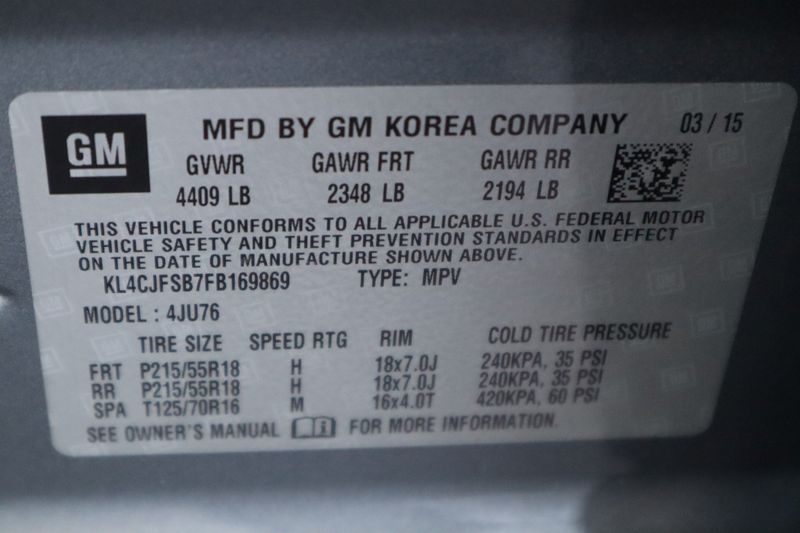 GM
MFD BY GM KOREA COMPANY 03 / 15
GVWR GAWR FRT GAWR RR
4409 LB 2348 LB 2194 LB
THIS VEHICLE CONFORMS TO ALL APPLICABLE U.S. FEDERAL MOTOR
VEHICLE SAFETY AND THEFT PREVENTION STANDARDS IN EFFECT
ON THE DATE OF MANUFACTURE SHOWN ABOVE.
KL4CJFSB7FB169869 TYPE: MPV
MODEL : 4JU76
TIRE SIZE SPEED RTG RIM COLD TIRE PRESSURE
FRT P215/55R18 H 18x7.0J 240KPA, 35 PSI
RR P215/55R18 H 18x7.0J 240KPA, 35 PSI
SPA T125/70R16 M 16x4.0T 420KPA, 60 PSI
SEE OWNER'S MANUAL i FOR MORE INFORMATION.